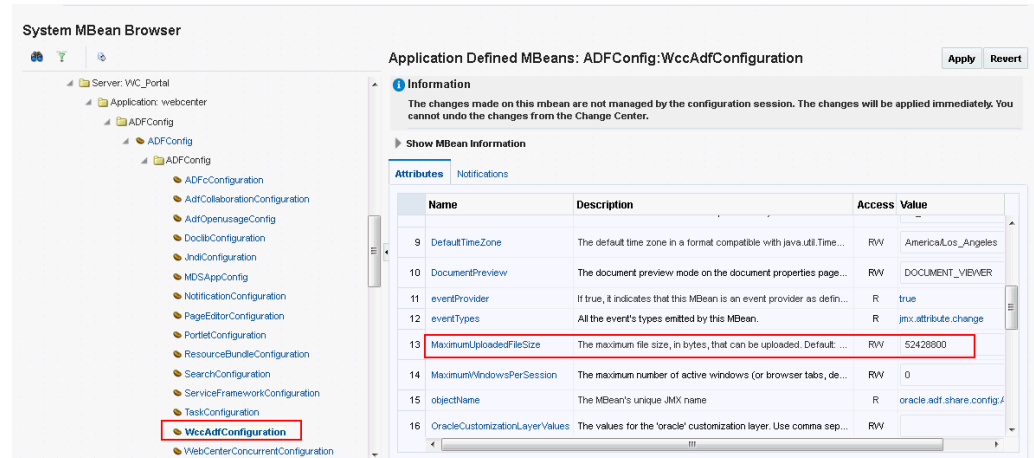 System MBean Browser
Server: WC_Portal
Application: webcenter
ADFConfig
ADFConfig
ADFConfig
ADFcConfiguration
AdfCollaborationConfiguration
AdfOpenusageConfig
DoclibConfiguration
JndiConfiguration
MDSAppConfig
NotificationConfiguration
PageEditorConfiguration
PortletConfiguration
ResourceBundleConfiguration
SearchConfiguration
ServiceFrameworkConfiguration
TaskConfiguration
WccAdfConfiguration
WebCenterConcurrentConfiguration
Application Defined MBeans: ADFConfig:WccAdfConfiguration
Apply Revert
Information
The changes made on this mbean are not managed by the configuration session. The changes will be applied immediately. You
cannot undo the changes from the Change Center.
Show MBean Information
Attributes Notifications
Name Description Access Value
9 DefaultTimeZone The default time zone in a format compatible with java.util.Time... RW America/Los_Angeles
10 DocumentPreview The document preview mode on the document properties page... RW DOCUMENT_VIEWER
11 eventProvider If true, it indicates that this MBean is an event provider as defin... R true
12 eventTypes All the event's types emitted by this MBean. R jmx.attribute.change
13 MaximumUploadedFileSize The maximum file size, in bytes, that can be uploaded. Default: ... RW 52428800
14 MaximumWindowsPerSession The maximum number of active windows (or browser tabs, de... RW 0
15 objectName The MBean's unique JMX name R oracle.adf.share.config:A
16 OracleCustomizationLayerValues The values for the 'oracle' customization layer. Use comma sep... RW